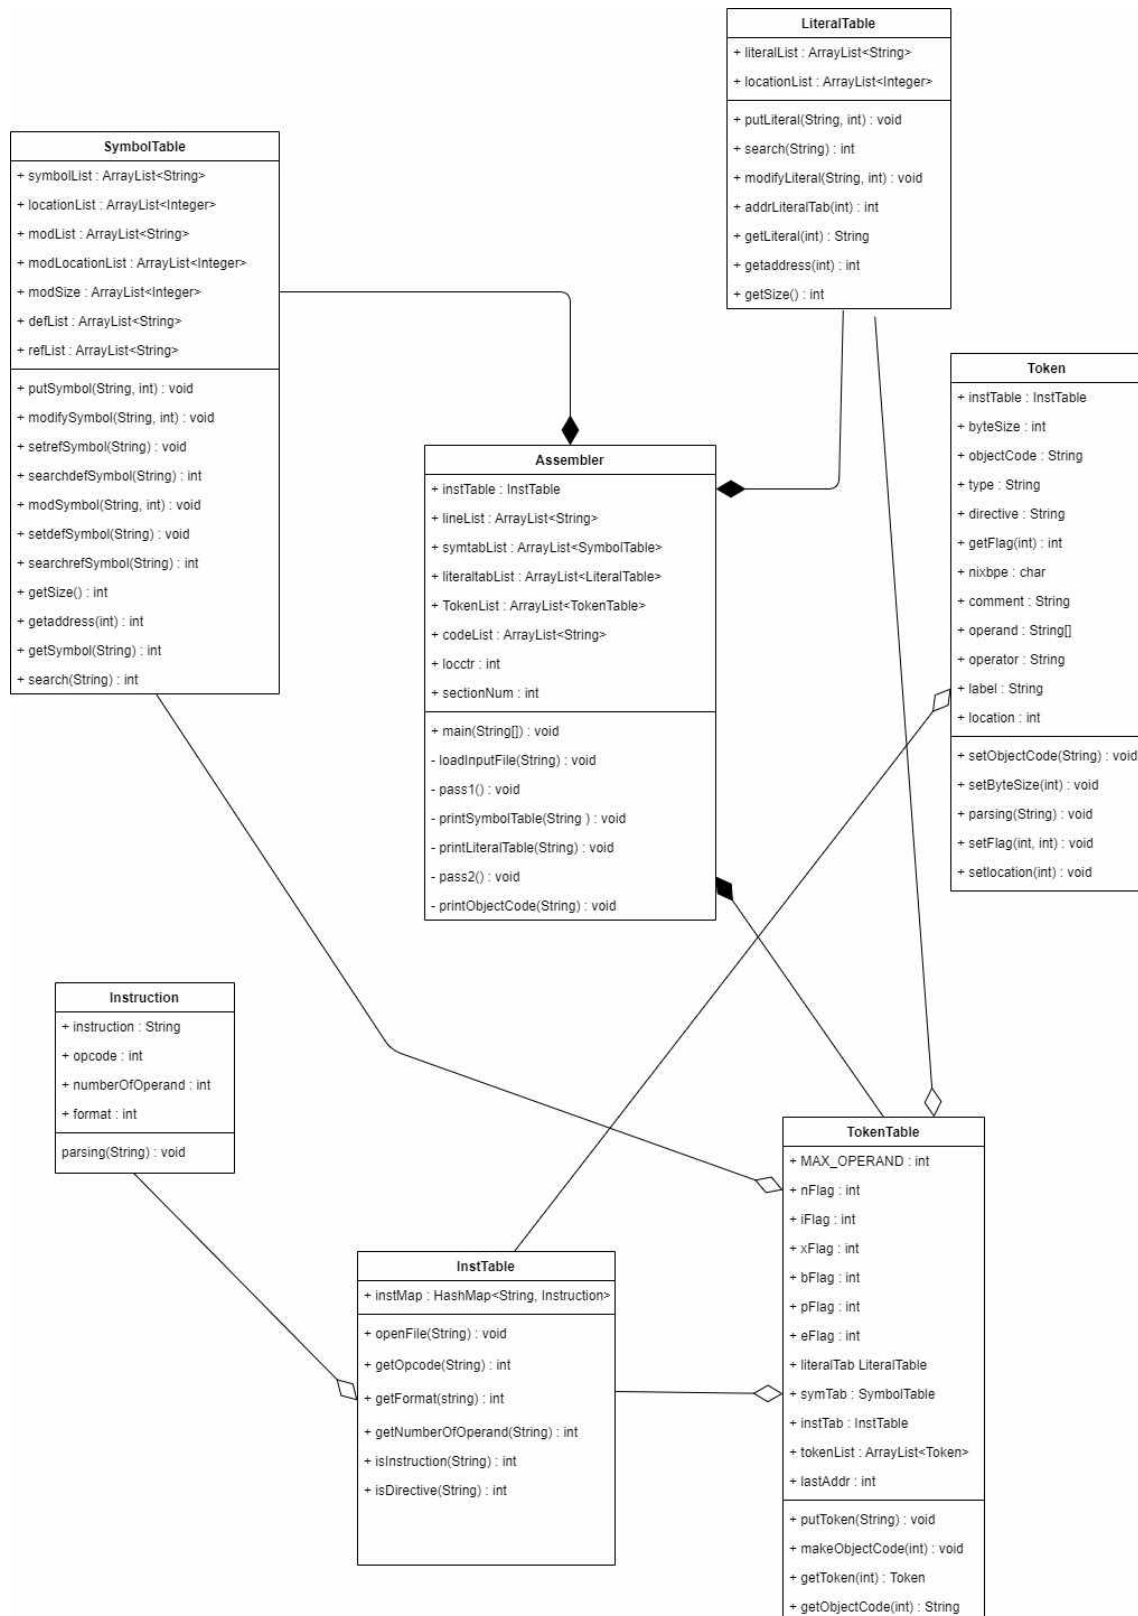 LiteralTable
+ literalList : ArrayList<String>
+ locationList : ArrayList<Integer>
+ putLiteral(String, int) : void
+ search(String) : int
+ modifyLiteral(String, int) : void
+ addrLiteralTab(int) : int
+ getLiteral(int) : String
+ getaddress(int) : int
+ getSize() : int
SymbolTable
+ symbolList : ArrayList<String>
+ locationList : ArrayList<Integer>
+ modList : ArrayList<String>
+ modLocationList : ArrayList<Integer>
+ modSize : ArrayList<Integer>
+ defList : ArrayList<String>
+ refList : ArrayList<String>
+ putSymbol(String, int) : void
+ modifySymbol(String, int) : void
+ setrefSymbol(String) : void
+ searchdefSymbol(String) : int
+ modSymbol(String, int) : void
+ setdefSymbol(String) : void
+ searchrefSymbol(String) : int
+ getSize() : int
+ getaddress(int) : int
+ getSymbol(String) : int
+ search(String) : int
Token
+ instTable : InstTable
+ byteSize : int
+ objectCode : String
+ type : String
+ directive : String
+ getFlag(int) : int
+ nixbpe : char
+ comment : String
+ operand : String[]
+ operator : String
+ label : String
+ location : int
+ setObjectCode(String) : void
+ setByteSize(int) : void
+ parsing(String) : void
+ setFlag(int, int) : void
+ setlocation(int) : void
Assembler
+ instTable : InstTable
+ lineList : ArrayList<String>
+ symtabList : ArrayList<SymbolTable>
+ literaltabList : ArrayList<LiteralTable>
+ TokenList : ArrayList<TokenTable>
+ codeList : ArrayList<String>
+ locctr : int
+ sectionNum : int
+ main(String[]) : void
- loadInputFile(String) : void
- pass1() : void
- printSymbolTable(String ) : void
- printLiteralTable(String) : void
- pass2() : void
- printObjectCode(String) : void
Instruction
+ instruction : String
+ opcode : int
+ numberOfOperand : int
+ format : int
parsing(String) : void
TokenTable
+ MAX_OPERAND : int
+ nFlag : int
+ iFlag : int
+ xFlag : int
+ bFlag : int
+ pFlag : int
+ eFlag : int
+ literalTab LiteralTable
+ symTab : SymbolTable
+ instTab : InstTable
+ tokenList : ArrayList<Token>
+ lastAddr : int
+ putToken(String) : void
+ makeObjectCode(int) : void
+ getToken(int) : Token
+ getObjectCode(int) : String
InstTable
+ instMap : HashMap<String, Instruction>
+ openFile(String) : void
+ getOpcode(String) : int
+ getFormat(string) : int
+ getNumberOfOperand(String) : int
+ isInstruction(String) : int
+ isDirective(String) : int